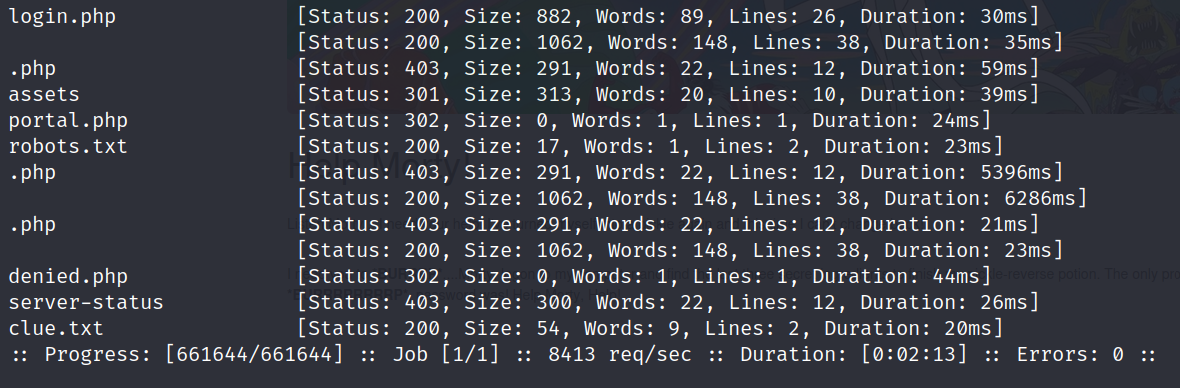 login.php [Status: 200, Size: 882, Words: 89, Lines: 26, Duration: 30ms]
[Status: 200, Size: 1062, Words: 148, Lines: 38, Duration: 35ms]
.php [Status: 403, Size: 291, Words: 22, Lines: 12, Duration: 59ms]
assets [Status: 301, Size: 313, Words: 20, Lines: 10, Duration: 39ms]
portal.php [Status: 302, Size: 0, Words: 1, Lines: 1, Duration: 24ms]
robots.txt [Status: 200, Size: 17, Words: 1, Lines: 2, Duration: 23ms]
.php [Status: 403, Size: 291, Words: 22, Lines: 12, Duration: 5396ms]
[Status: 200, Size: 1062, Words: 148, Lines: 38, Duration: 6286ms]
.php [Status: 403, Size: 291, Words: 22, Lines: 12, Duration: 21ms]
[Status: 200, Size: 1062, Words: 148, Lines: 38, Duration: 23ms]
denied.php [Status: 302, Size: 0, Words: 1, Lines: 1, Duration: 44ms]
server-status [Status: 403, Size: 300, Words: 22, Lines: 12, Duration: 26ms]
clue.txt [Status: 200, Size: 54, Words: 9, Lines: 2, Duration: 20ms]
:: Progress: [661644/661644] :: Job [1/1] :: 8413 req/sec :: Duration: [0:02:13] :: Errors: 0 ::